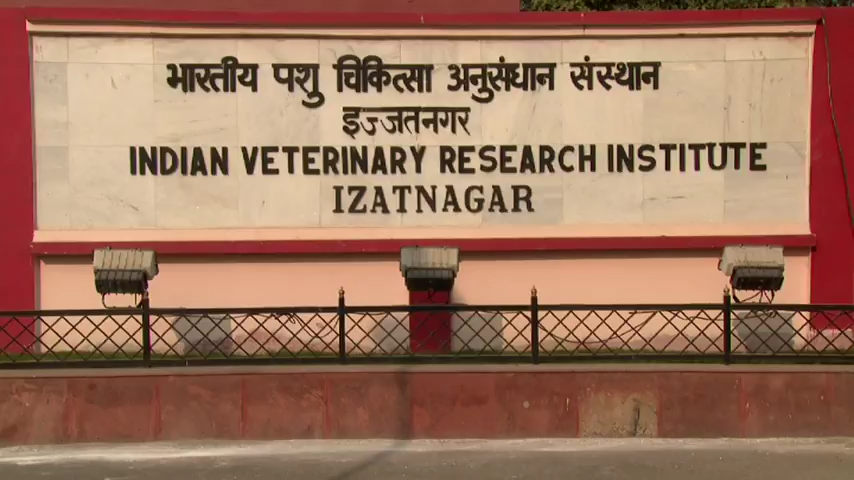 भारतीय पशु चिकित्सा अनुसंधान संस्थान
इज्जतनगर
INDIAN VETERINARY RESEARCH INSTITUTE
IZATNAGAR